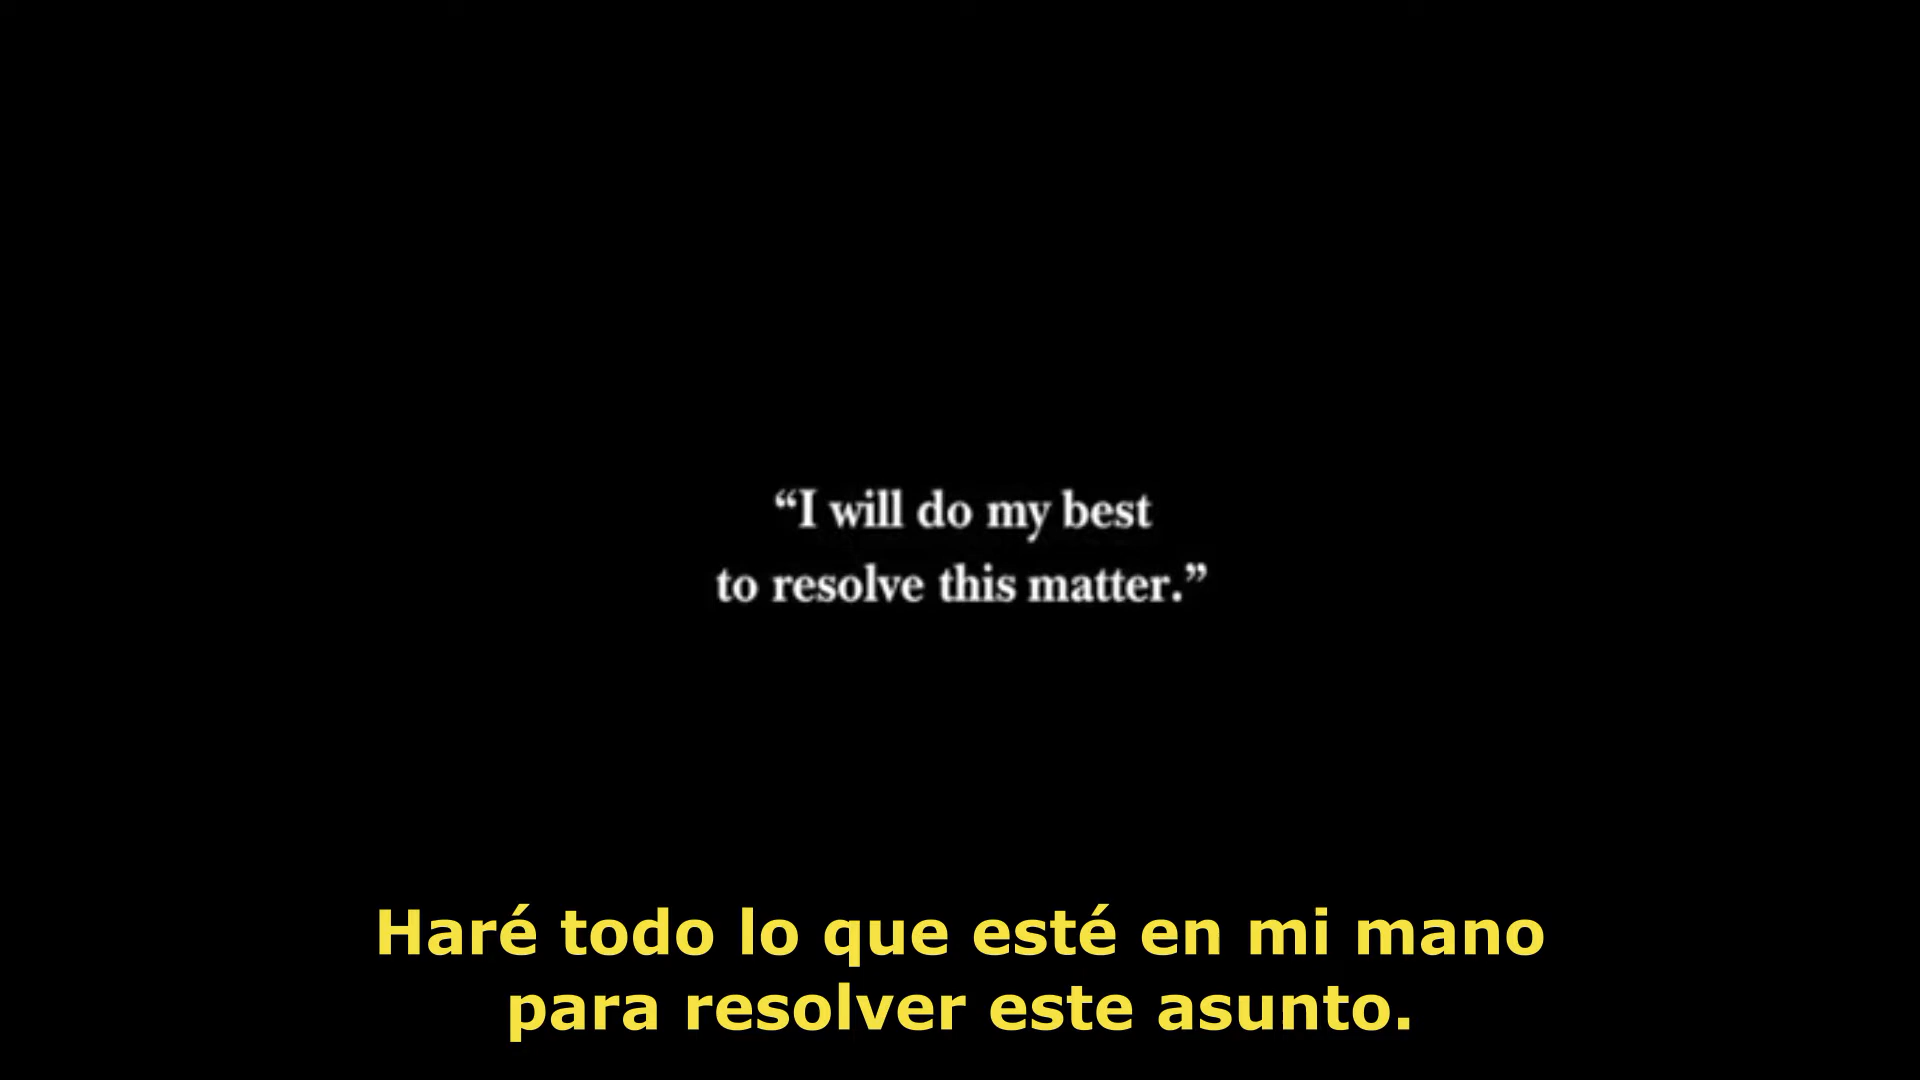 “I will do my best
to resolve this matter.”
Haré todo lo que esté en mi mano
para resolver este asunto.